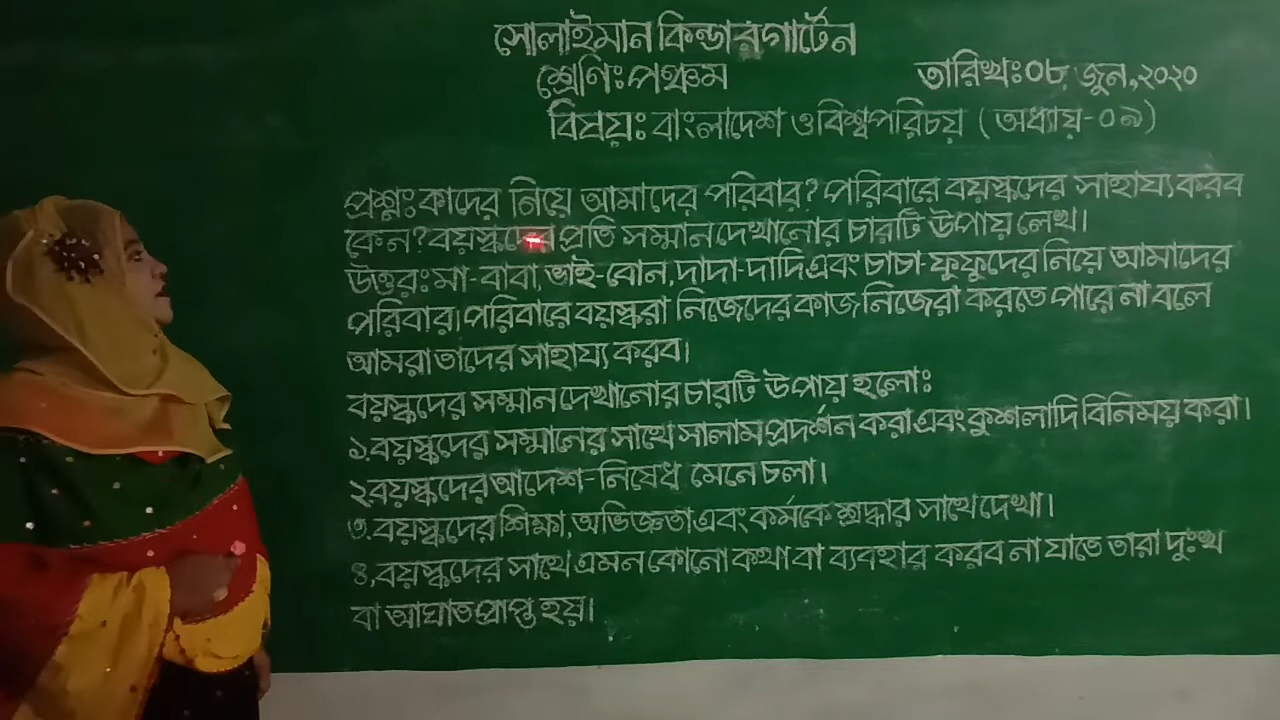 সোলাইমান কিন্ডারগার্টেন
শ্রেণিঃপঞ্চম
তারিখঃ০৮ জুন,২০২০
বিষয়ঃ বাংলাদেশ ও বিশ্বপরিচয় (অধ্যায়-০৯)
প্রশ্নঃ কাদের নিয়ে আমাদের পরিবার? পরিবারে বয়স্কদের সাহায্য করব
কেন? বয়স্কদের প্রতি সম্মান দেখানোর চারটি উপায় লেখ।
উত্তরঃ মা-বাবা, ভাই-বোন, দাদা-দাদি এবং চাচা-ফুফুদের নিয়ে আমাদের
পরিবার। পরিবারে বয়স্করা নিজেদের কাজ নিজেরা করতে পারে না বলে
আমরা তাদের সাহায্য করব।
বয়স্কদের সম্মান দেখানোর চারটি উপায় হলোঃ
১.বয়স্কদের সম্মানের সাথে সালাম প্রদর্শন করা এবং কুশলাদি বিনিময় করা।
২বয়স্কদের আদেশ-নিষেধ মেনে চলা।
৩.বয়স্কদের শিক্ষা, অভিজ্ঞতা এবং কর্মকে শ্রদ্ধার সাথে দেখা।
৪.বয়স্কদের সাথে এমন কোনো কথা বা ব্যবহার করব না যাতে তারা দুঃখ
বা আঘাত প্রাপ্ত হয়।